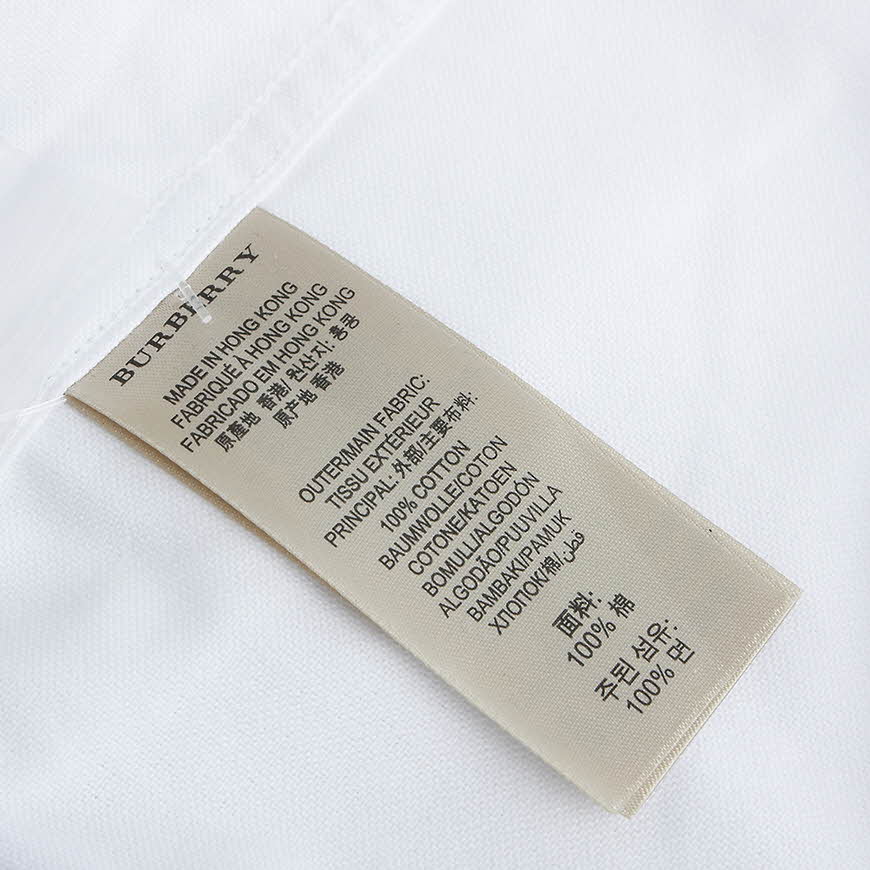 BURBERRY
MADE IN HONG KONG
FABRIQUÉ À HONG KONG
FABRICADO EM HONG KONG
原產地 香港/ 원산지: 홍콩
原产地 香港
OUTER/MAIN FABRIC:
TISSU EXTÉRIEUR
PRINCIPAL: 外部/主要布料:
100% COTTON
BAUMWOLLE/COTON
COTONE/KATOEN
BOMULL/ALGODÓN
ALGODÃO/PUUVILLA
BAMBAKI/PAMUK
ХЛОПОК/棉/قطن
面料:
100% 棉
주된 섬유:
100% 면